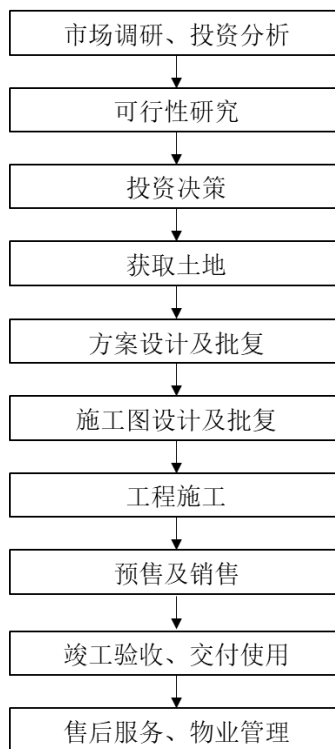 市场调研、投资分析
可行性研究
投资决策
获取土地
方案设计及批复
施工图设计及批复
工程施工
预售及销售
竣工验收、交付使用
售后服务、物业管理